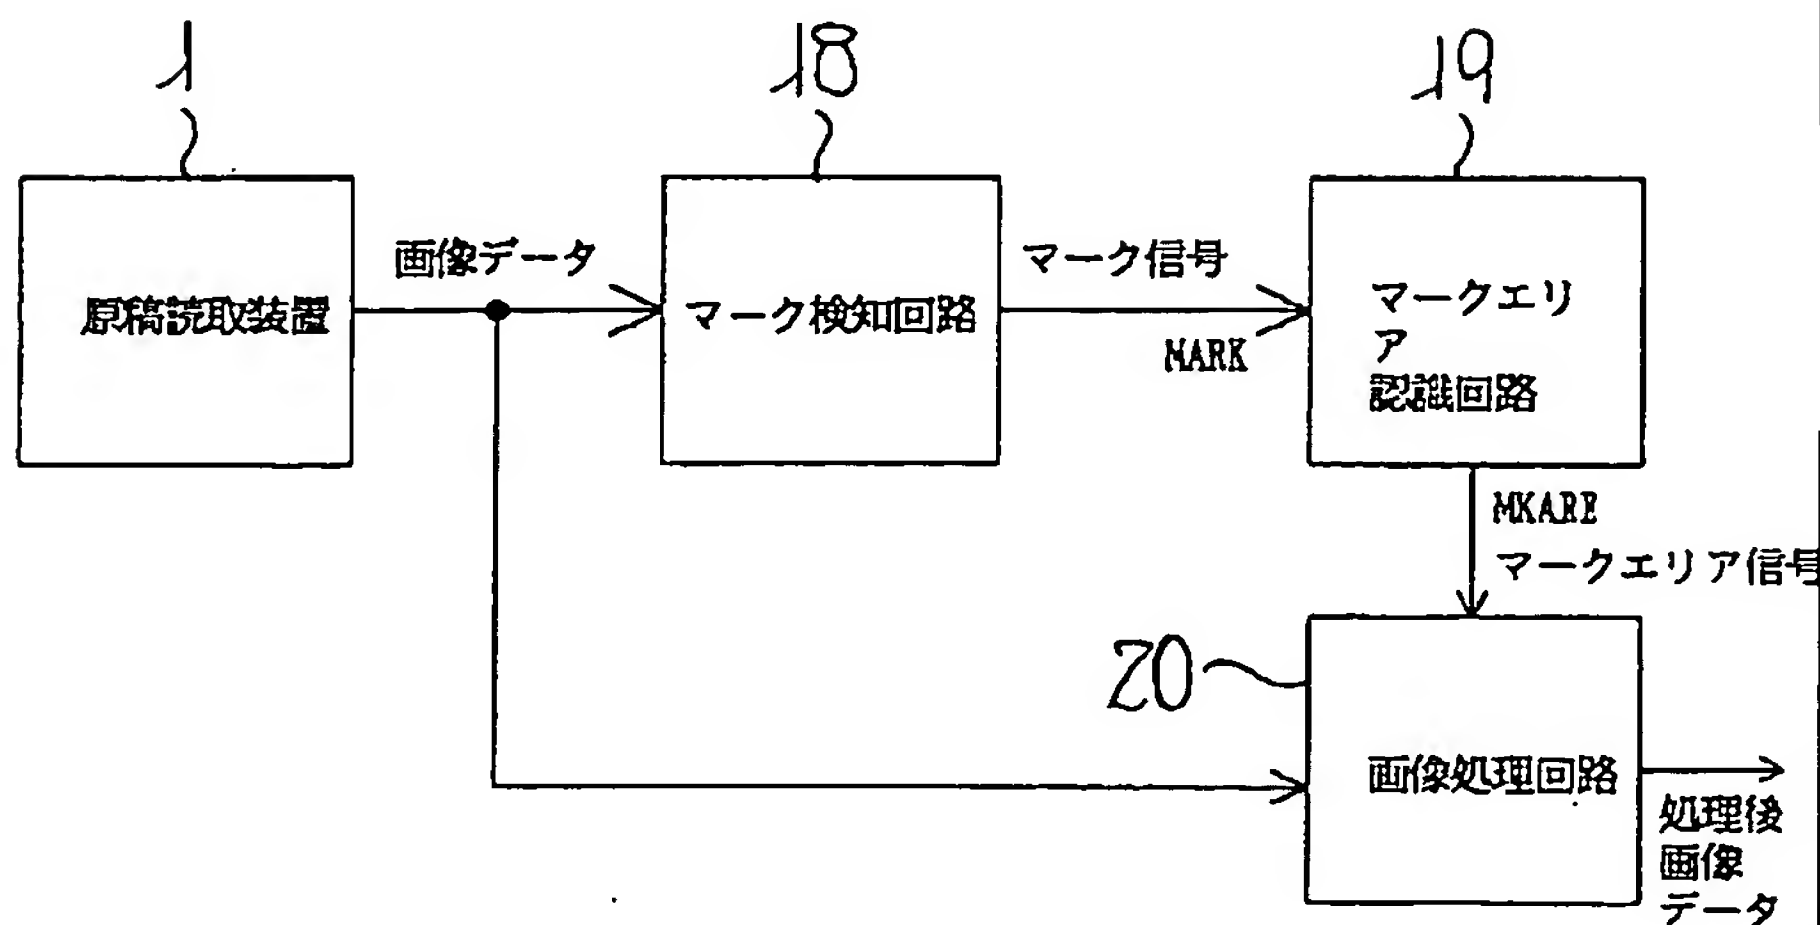 1
18
19
原稿読取装置
画像データ
マーク検知回路
マーク信号
MARK
マークエリ
ア
認識回路
MKARE
マークエリア信号
20
画像処理回路
処理後
画像
データ